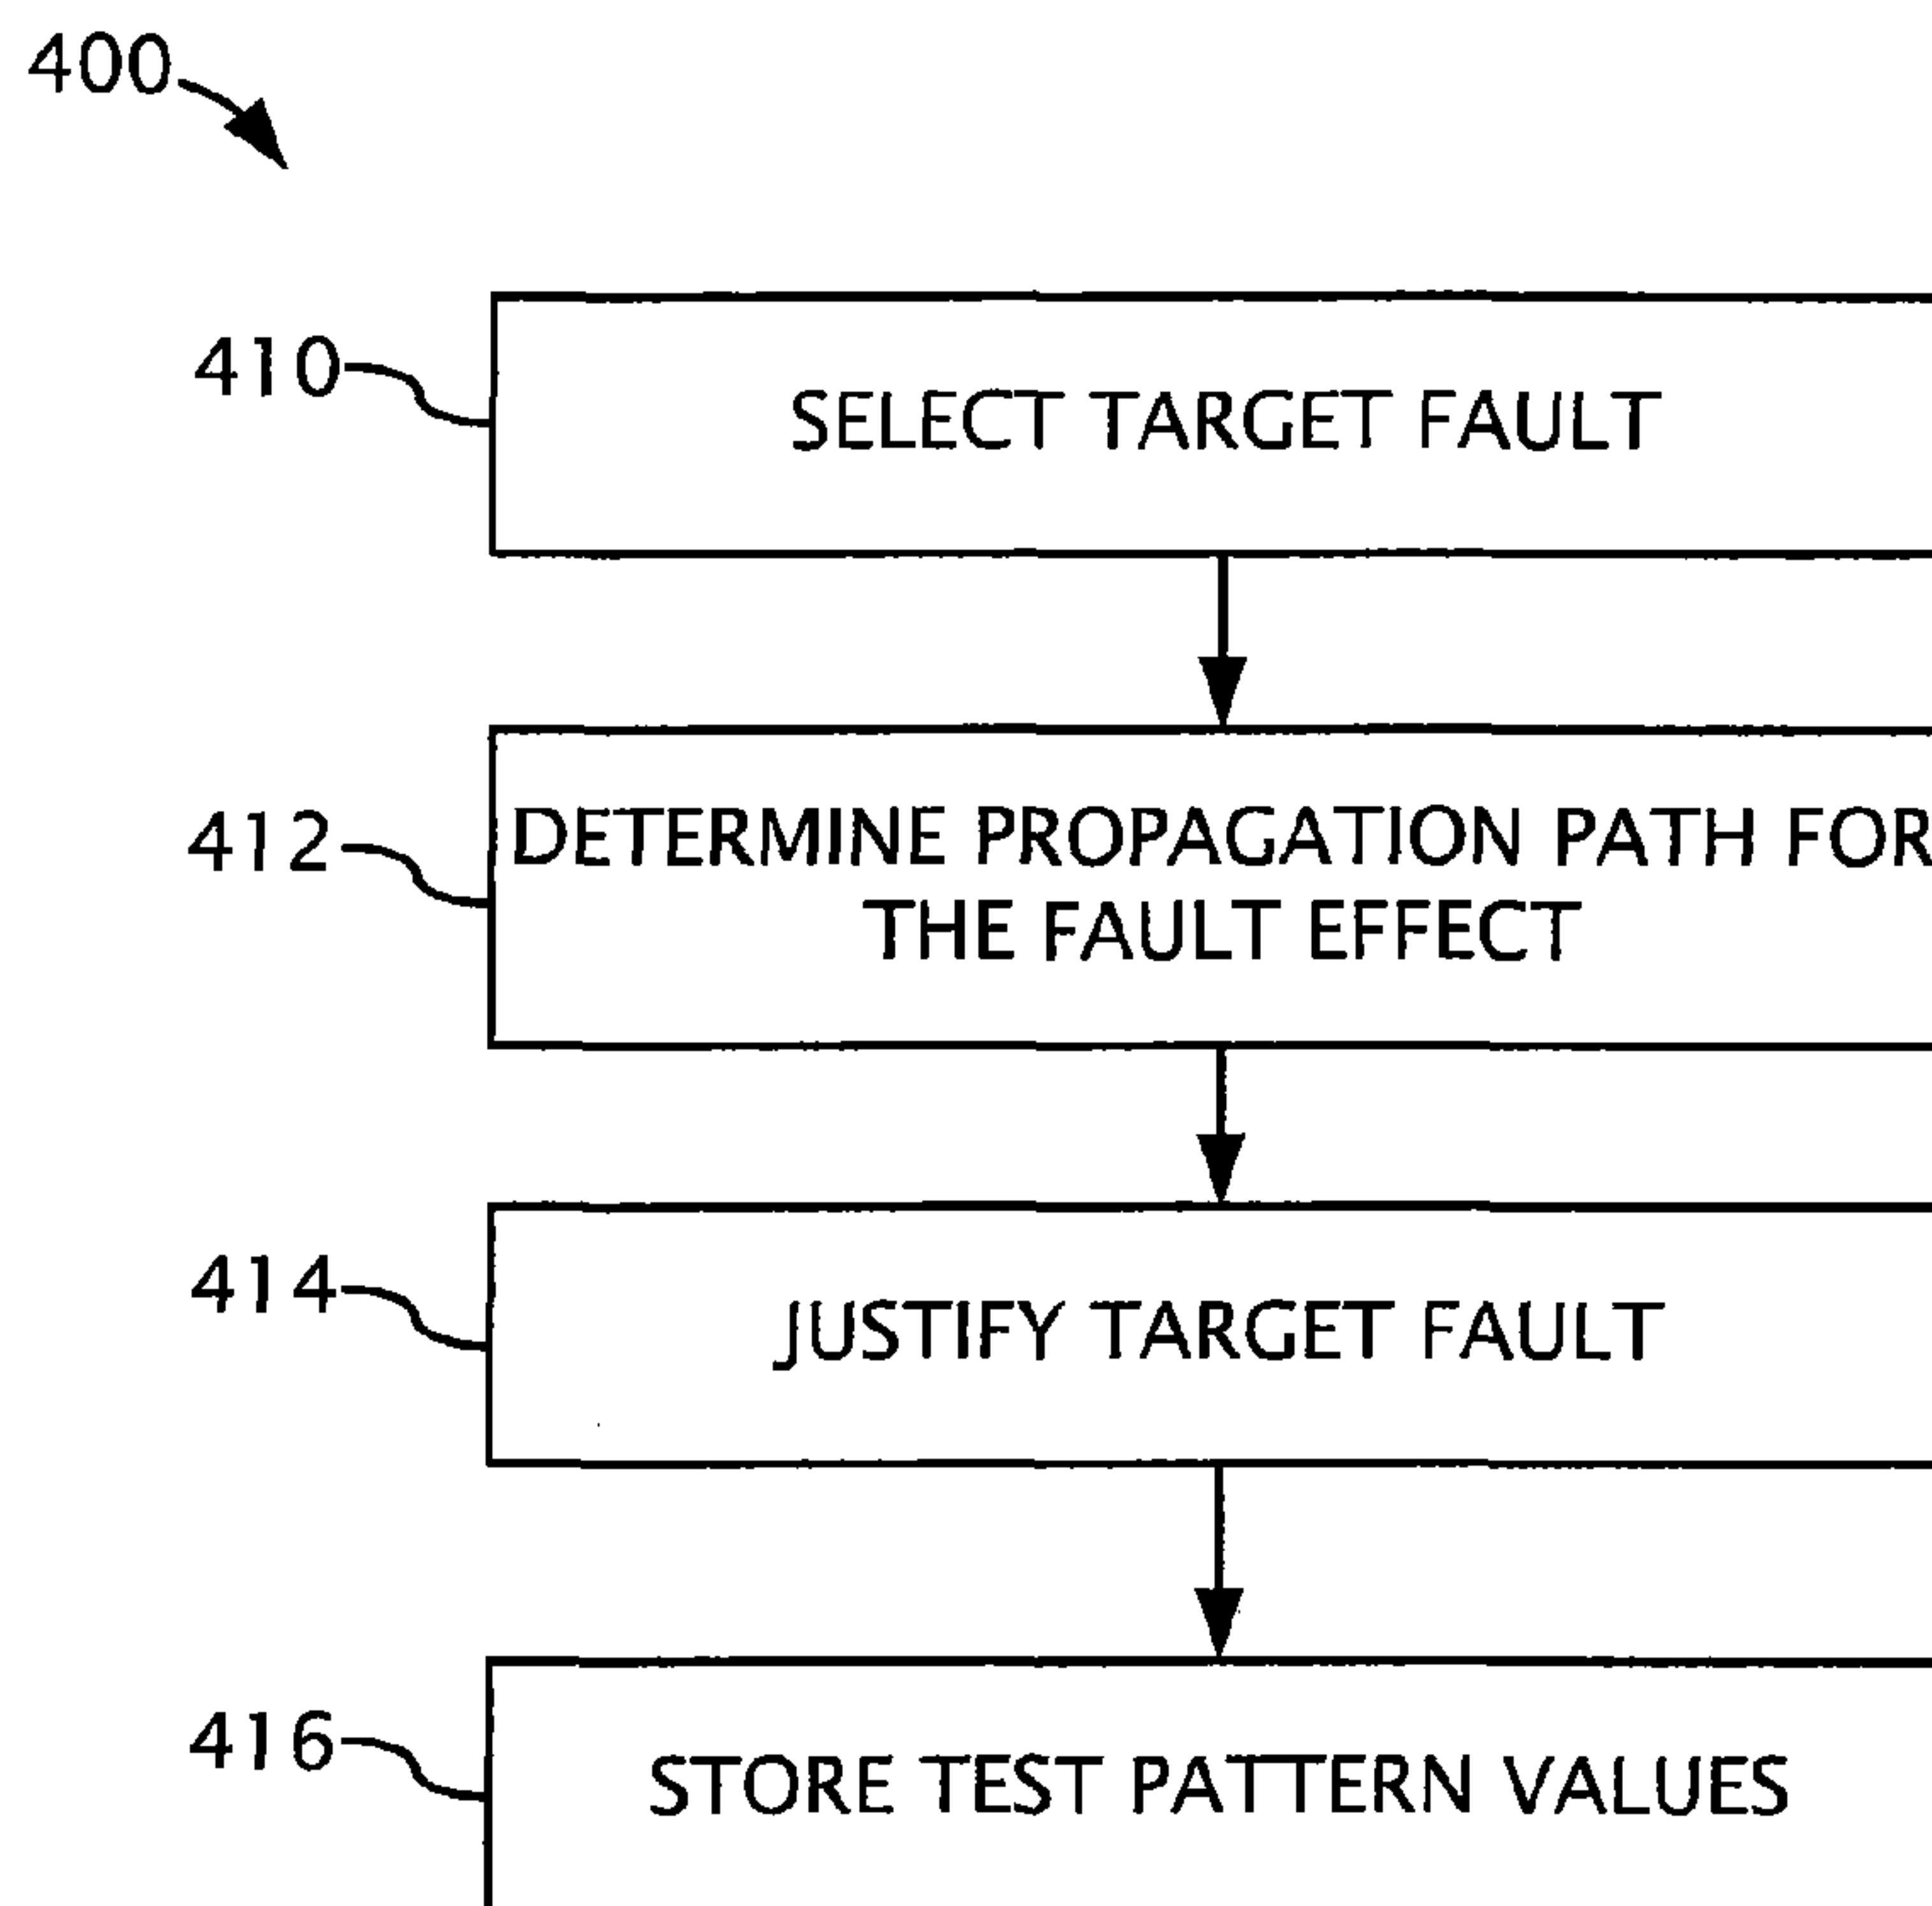 400
410
SELECT TARGET FAULT
412
DETERMINE PROPAGATION PATH FOR
THE FAULT EFFECT
414
JUSTIFY TARGET FAULT
416
STORE TEST PATTERN VALUES